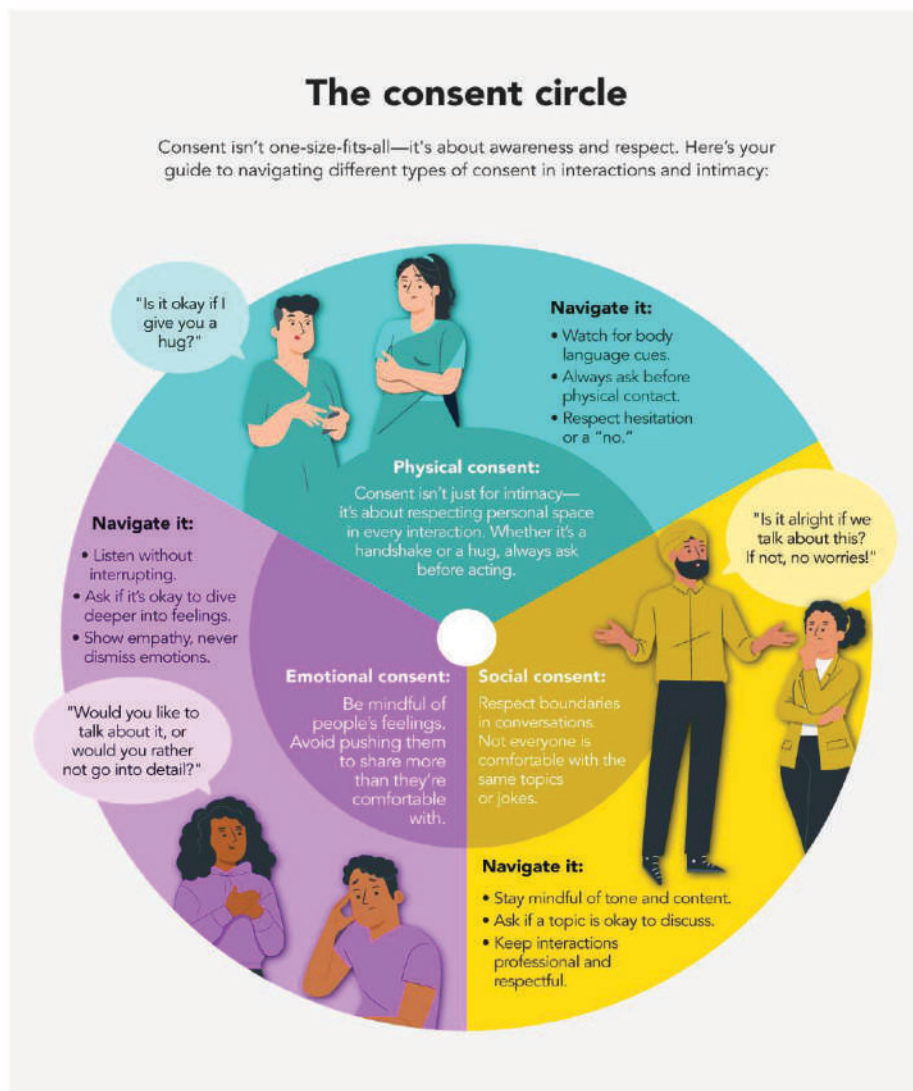 The consent circle
Consent isn't one-size-fits-all—it's about awareness and respect. Here's your
guide to navigating different types of consent in interactions and intimacy:
"Is it okay if I
give you a
hug?"
Navigate it:
• Watch for body
language cues.
• Always ask before
physical contact.
• Respect hesitation
or a "no."
Physical consent:
Consent isn't just for intimacy—
it's about respecting personal space
in every interaction. Whether it's a
handshake or a hug, always ask
before acting.
Navigate it:
• Listen without
interrupting.
• Ask if it's okay to dive
deeper into feelings.
• Show empathy, never
dismiss emotions.
"Would you like to
talk about it, or
would you rather
not go into detail?"
Emotional consent:
Be mindful of
people's feelings.
Avoid pushing them
to share more
than they're
comfortable
with.
"Is it alright if we
talk about this?
If not, no worries!"
Social consent:
Respect boundaries
in conversations.
Not everyone is
comfortable with the
same topics
or jokes.
Navigate it:
• Stay mindful of tone and content.
• Ask if a topic is okay to discuss.
• Keep interactions
professional and
respectful.